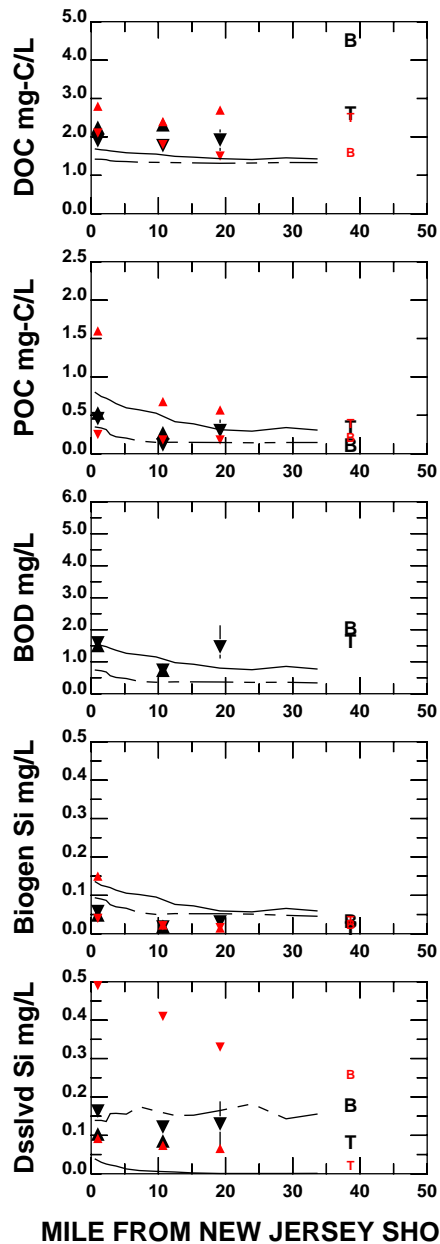 DOC mg-C/L
5.0
4.0
3.0
2.0
1.0
0.0
B
T
T
B
0 10 20 30 40 50
POC mg-C/L
2.5
2.0
1.5
1.0
0.5
0.0
T
B
T
B
0 10 20 30 40 50
BOD mg/L
6.0
5.0
4.0
3.0
2.0
1.0
0.0
B
T
0 10 20 30 40 50
Biogen Si mg/L
0.5
0.4
0.3
0.2
0.1
0.0
B
T
0 10 20 30 40 50
Dsslvd Si mg/L
0.5
0.4
0.3
0.2
0.1
0.0
B
B
T
T
0 10 20 30 40 50
MILE FROM NEW JERSEY SHO